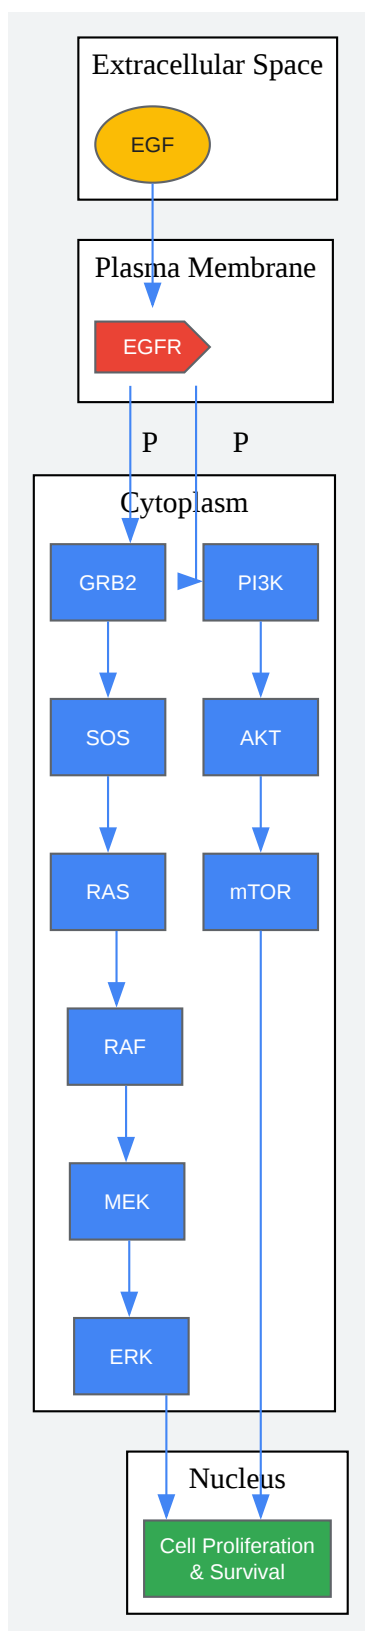 Extracellular Space
EGF
Plasma Membrane
EGFR
P P
Cytoplasm
GRB2 PI3K
SOS AKT
RAS mTOR
RAF
MEK
ERK
Nucleus
Cell Proliferation
& Survival